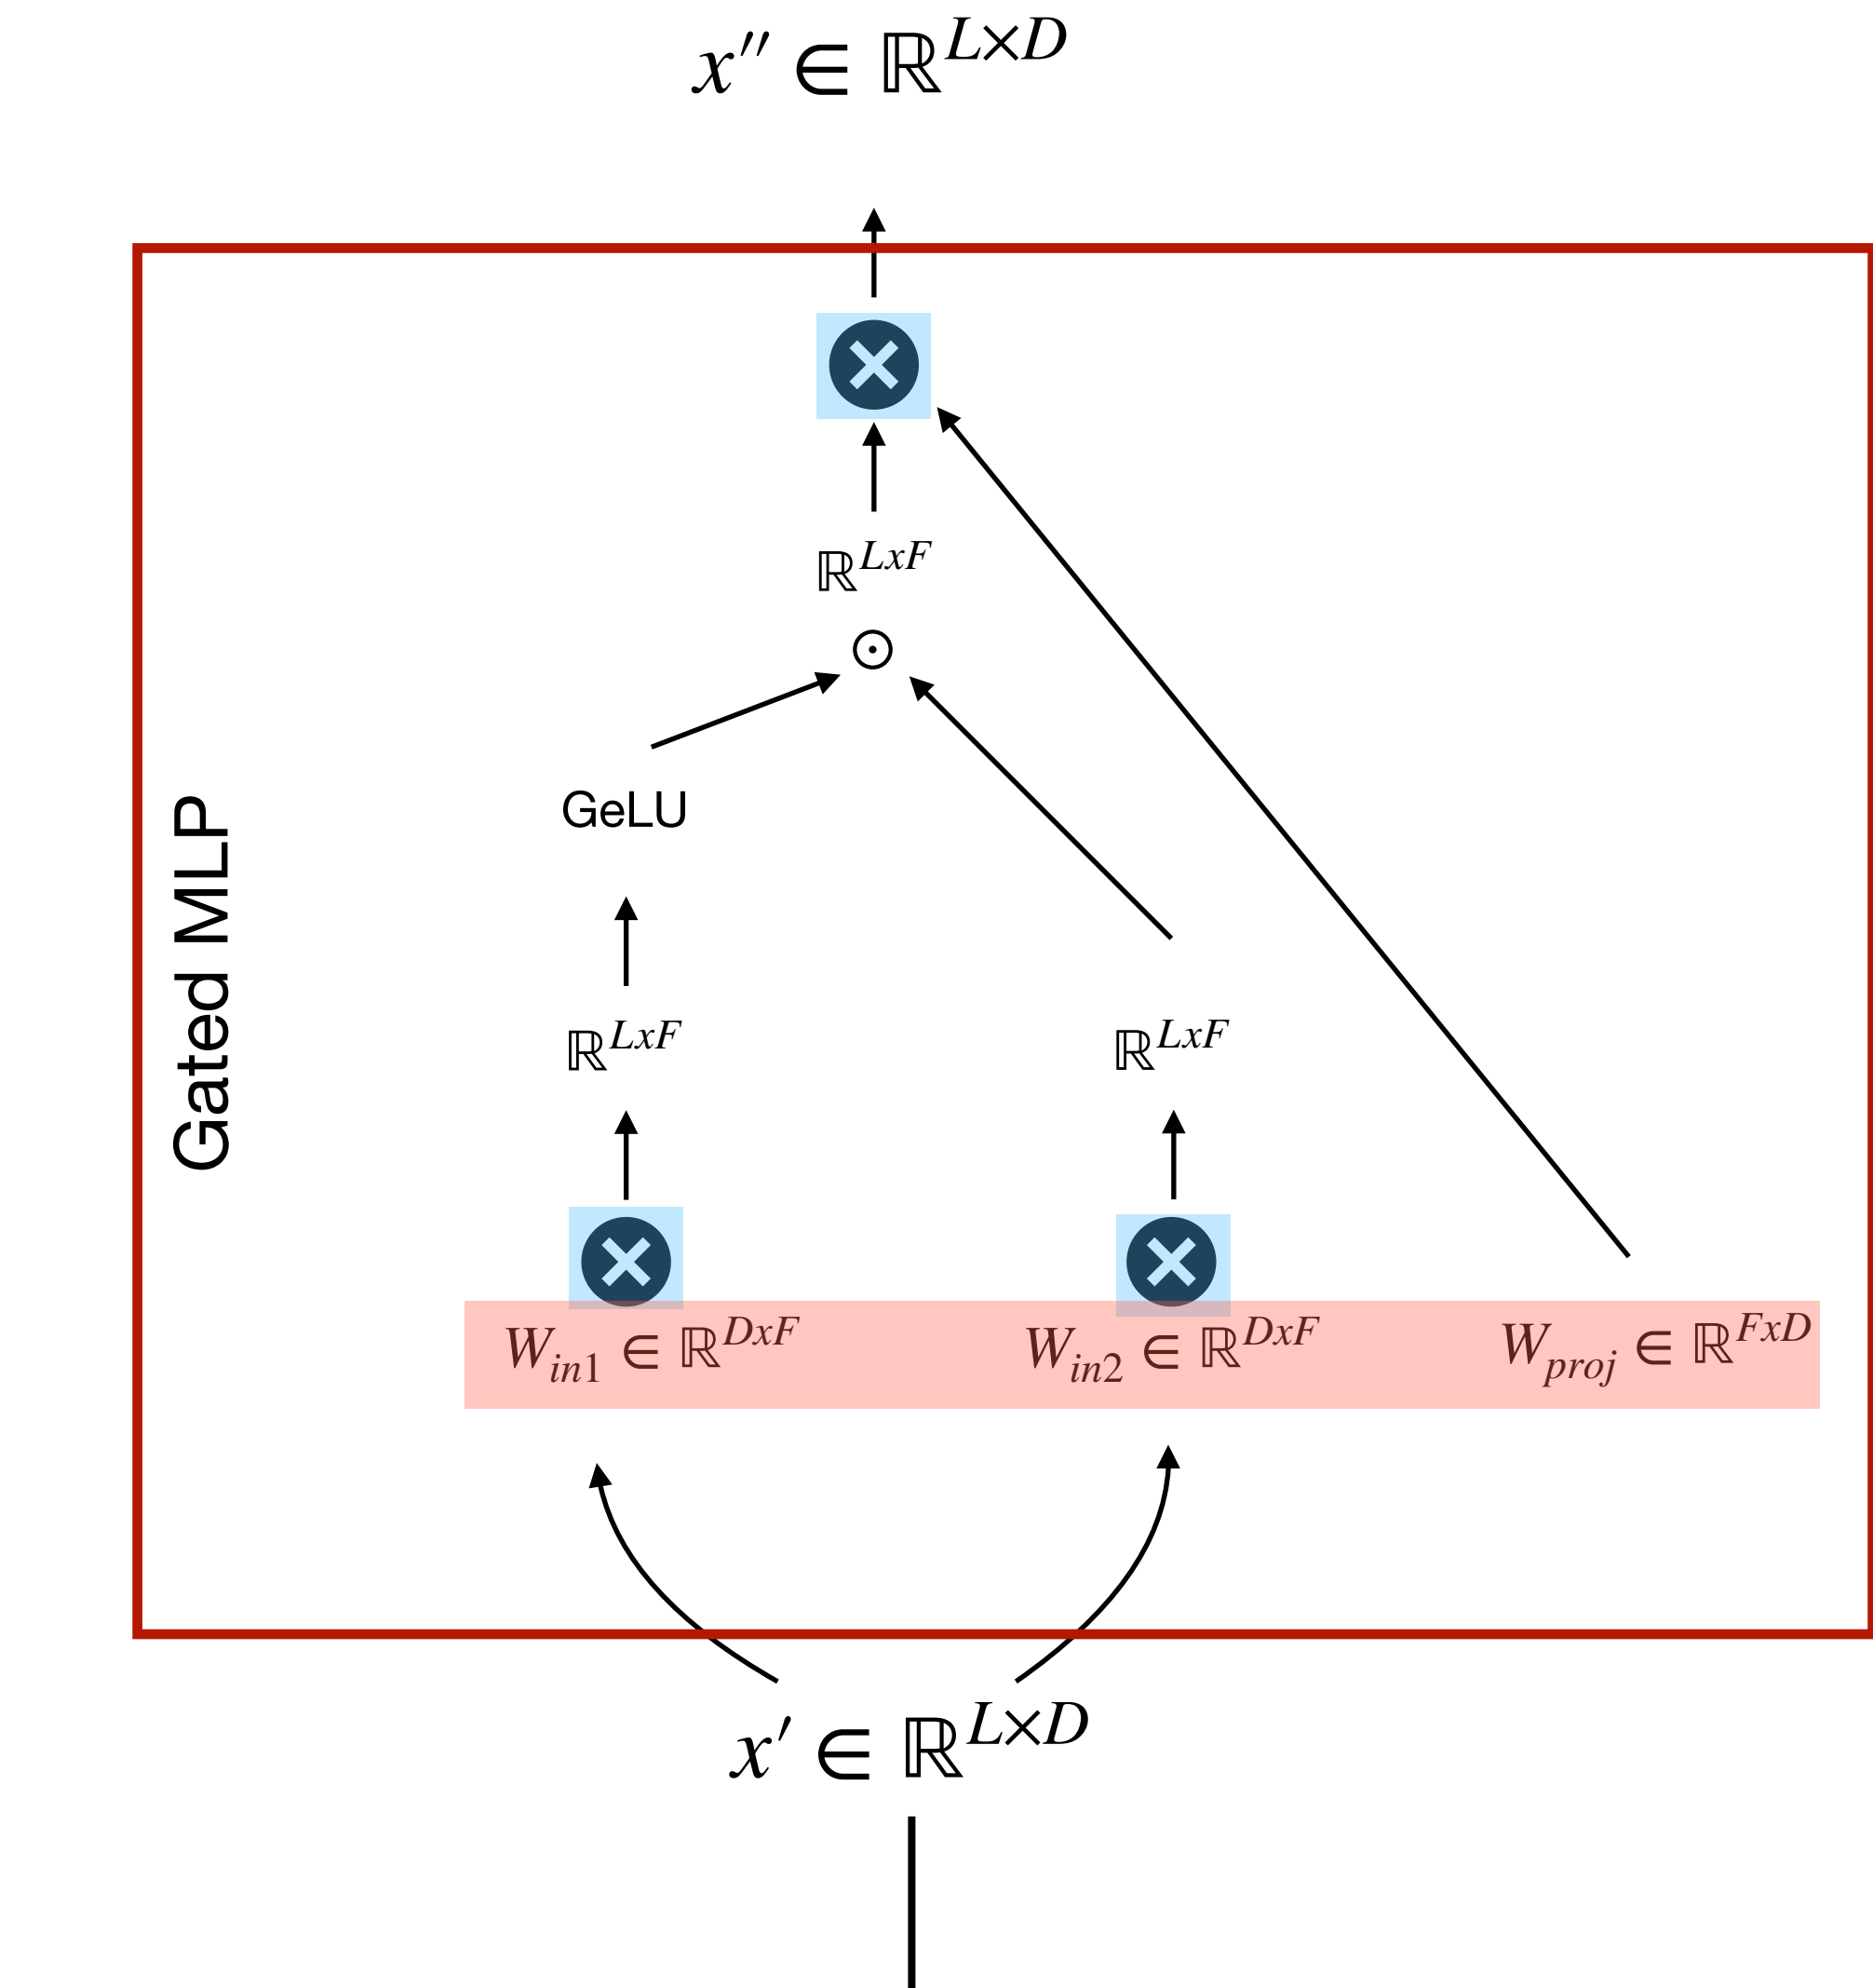 x′′ ∈ ℝ^{L×D}
ℝ^{LxF}
⊙
GeLU
Gated MLP
ℝ^{LxF} ℝ^{LxF}
W_{in1} ∈ ℝ^{DxF} W_{in2} ∈ ℝ^{DxF} W_{proj} ∈ ℝ^{FxD}
x′ ∈ ℝ^{L×D}